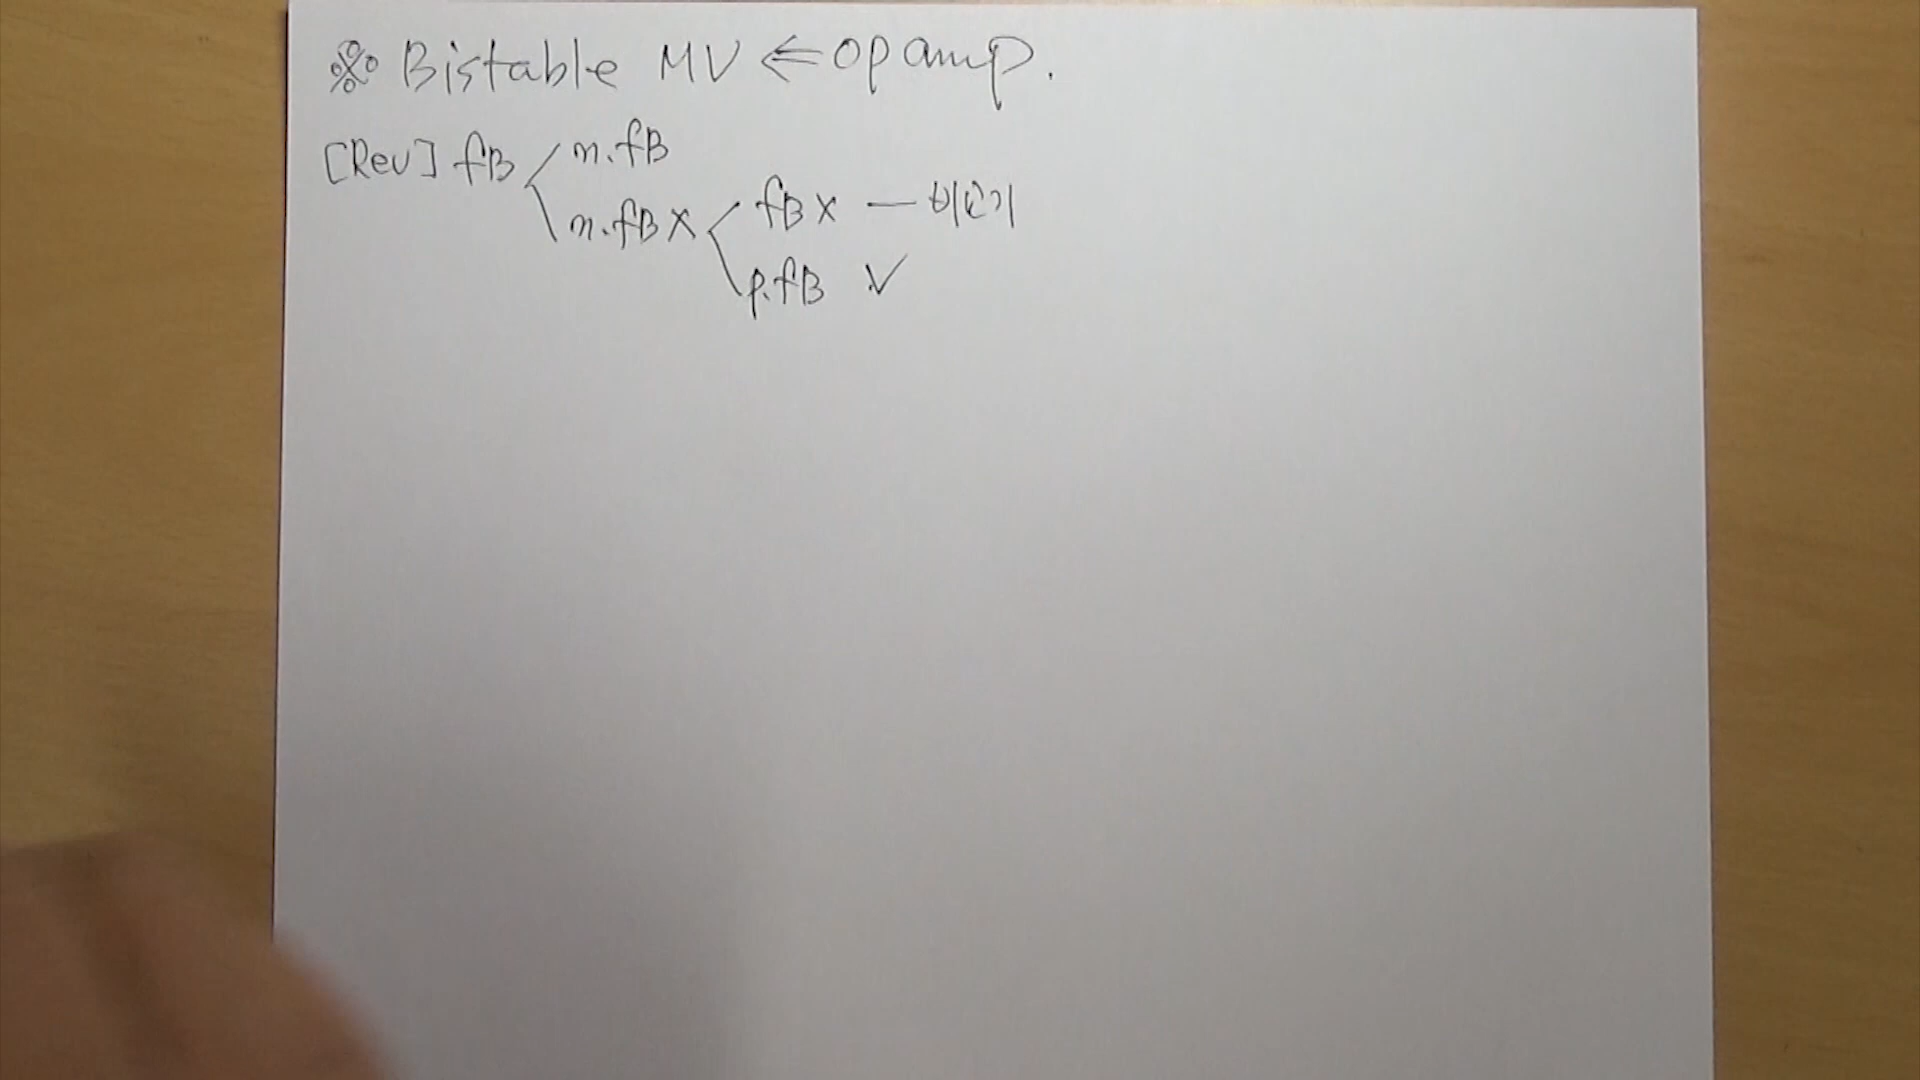 ※ Bistable MV ⇐ OP amp.
[Rev] fB n.fB
n.fB X fB X — 비교기
p.fB V